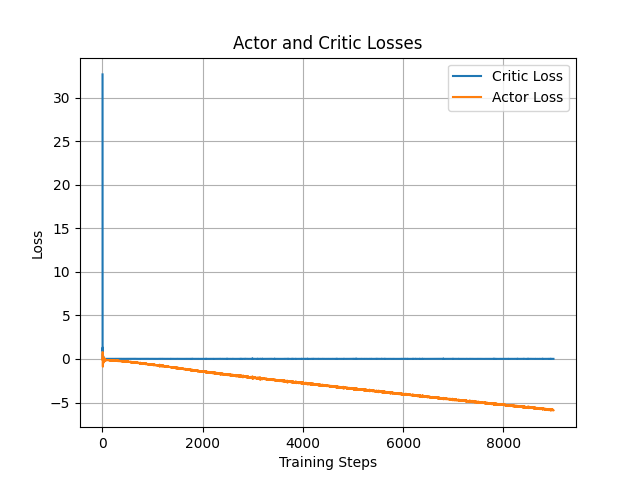 Actor and Critic Losses
Critic Loss
Actor Loss
30
25
20
15
10
5
0
−5
Loss
0 2000 4000 6000 8000
Training Steps